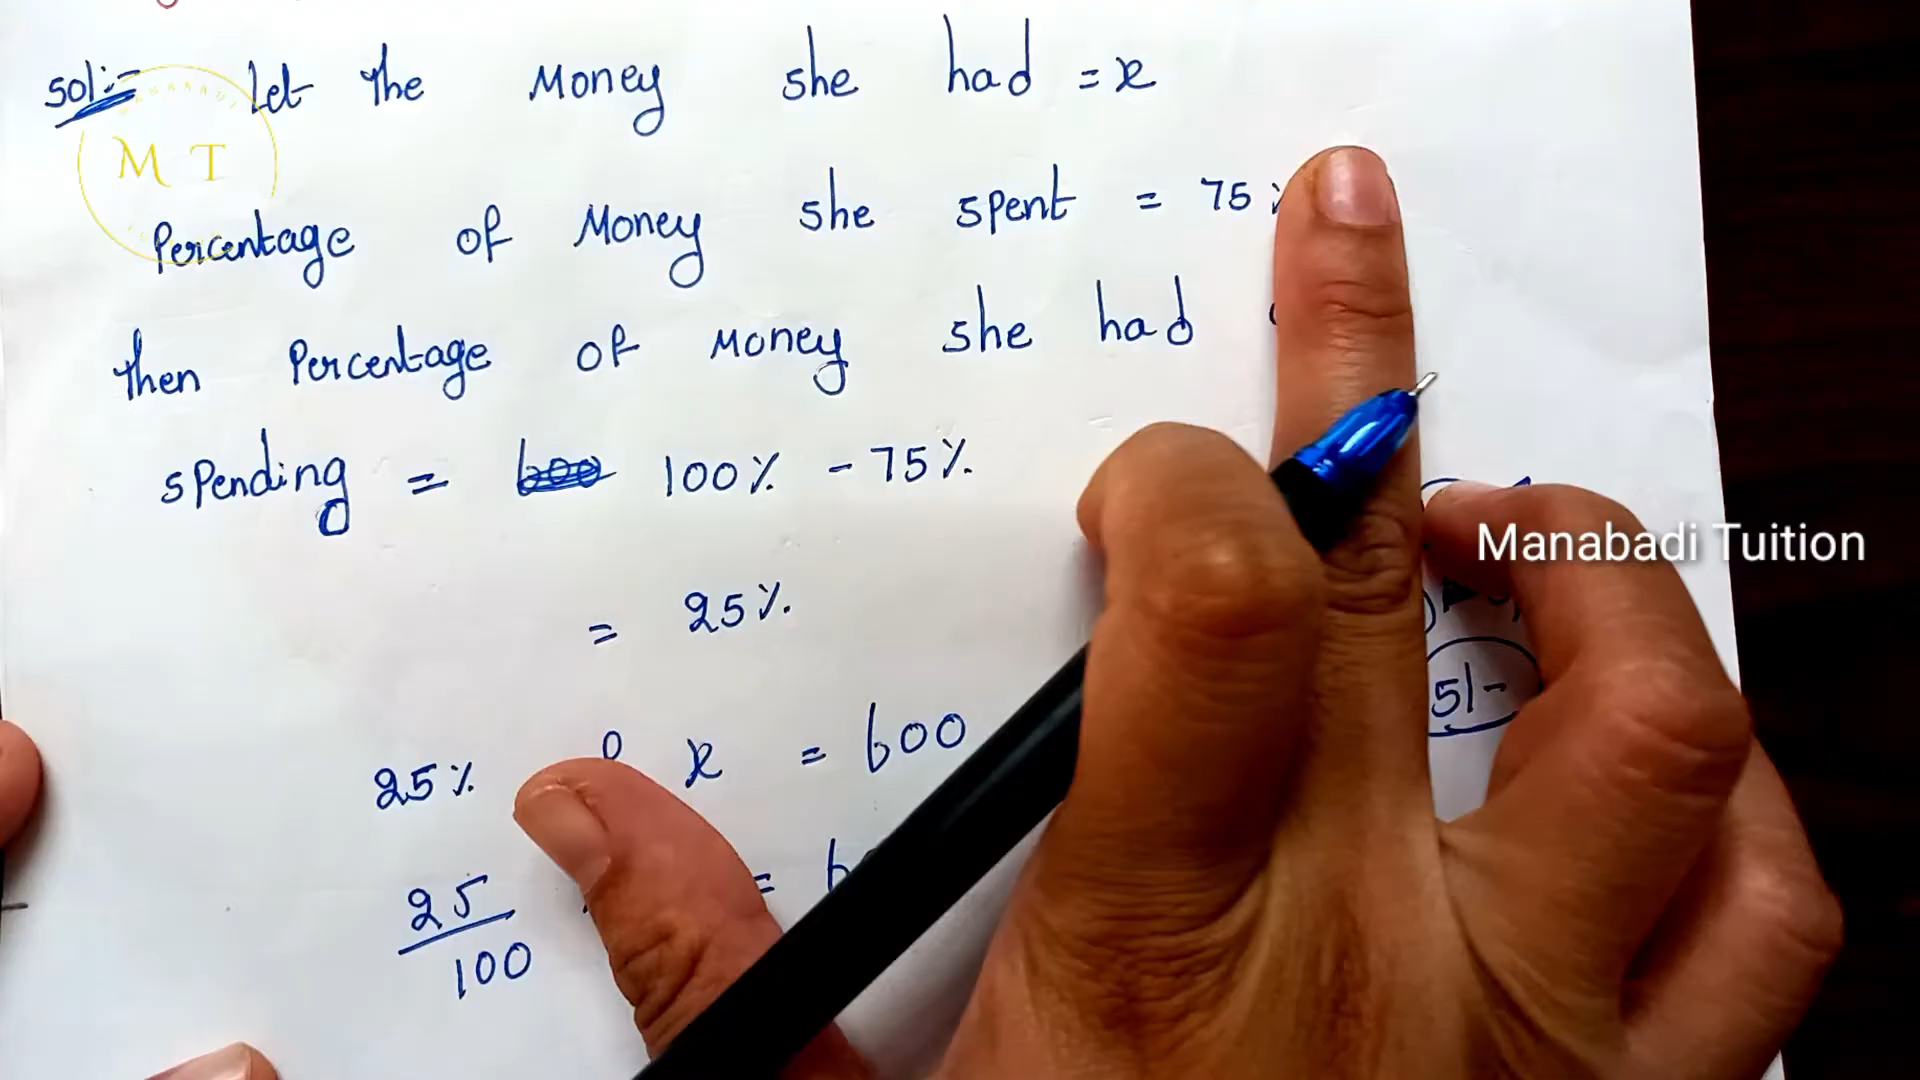 Sol:- Let the Money she had = x
M T
Percentage of Money she spent = 75%
Then Percentage of Money she had
spending = 100% - 75%
Manabadi Tuition
= 25%
5/-
25% x = 600
25
100
=